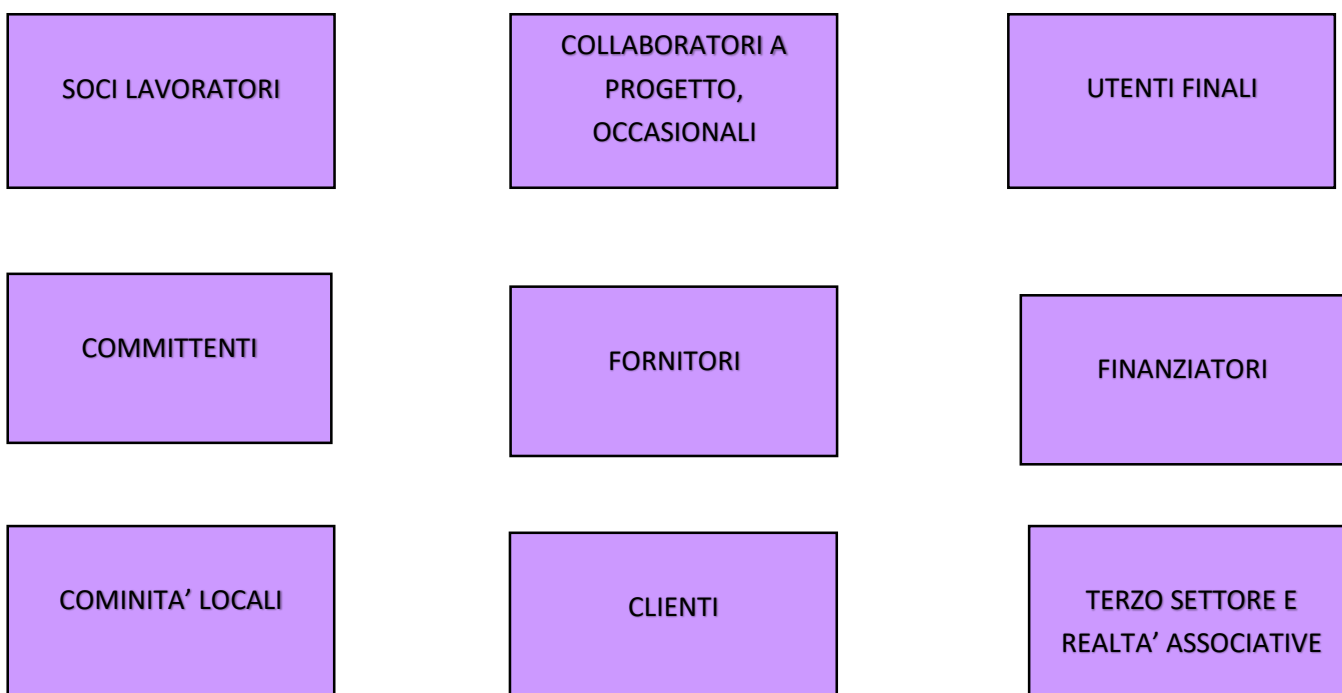 SOCI LAVORATORI
COLLABORATORI A
PROGETTO,
OCCASIONALI
UTENTI FINALI
COMMITTENTI
FORNITORI
FINANZIATORI
COMINITA’ LOCALI
CLIENTI
TERZO SETTORE E
REALTA’ ASSOCIATIVE